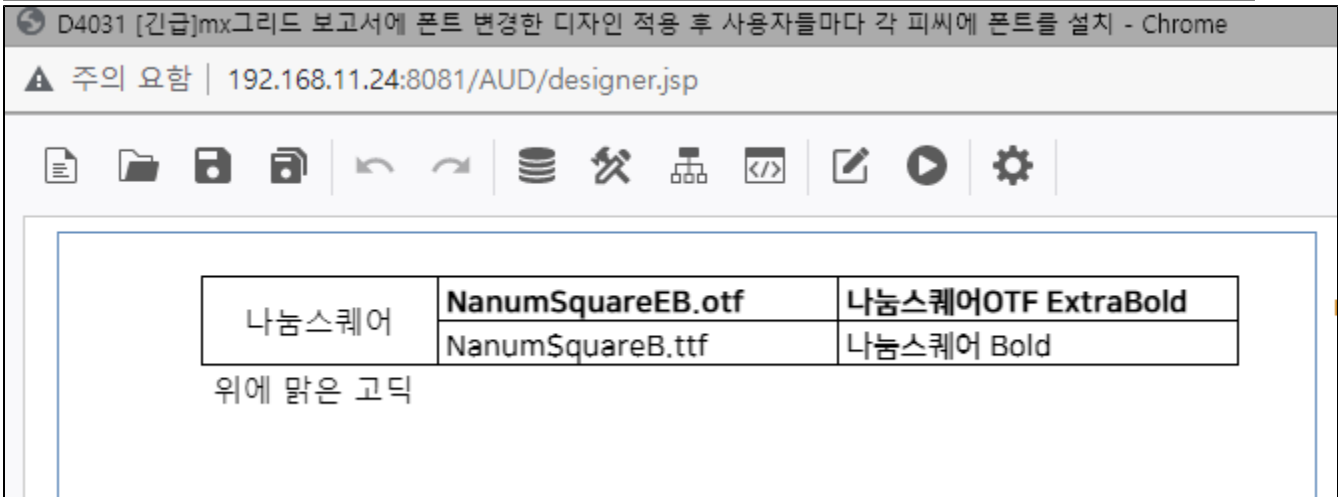 D4031 [긴급]mx그리드 보고서에 폰트 변경한 디자인 적용 후 사용자들마다 각 피씨에 폰트를 설치 - Chrome
주의 요함 | 192.168.11.24:8081/AUD/designer.jsp
나눔스퀘어
NanumSquareEB.otf 나눔스퀘어OTF ExtraBold
NanumSquareB.ttf 나눔스퀘어 Bold
위에 맑은 고딕